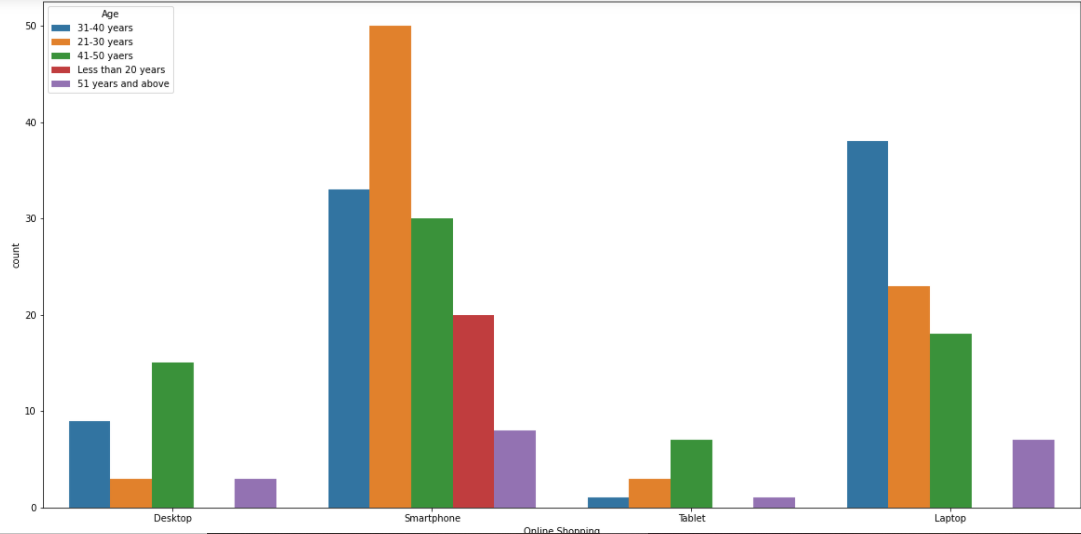 Age
31-40 years
21-30 years
41-50 yaers
Less than 20 years
51 years and above
50
40
30
20
10
0
count
Desktop Smartphone Tablet Laptop
Online Shopping